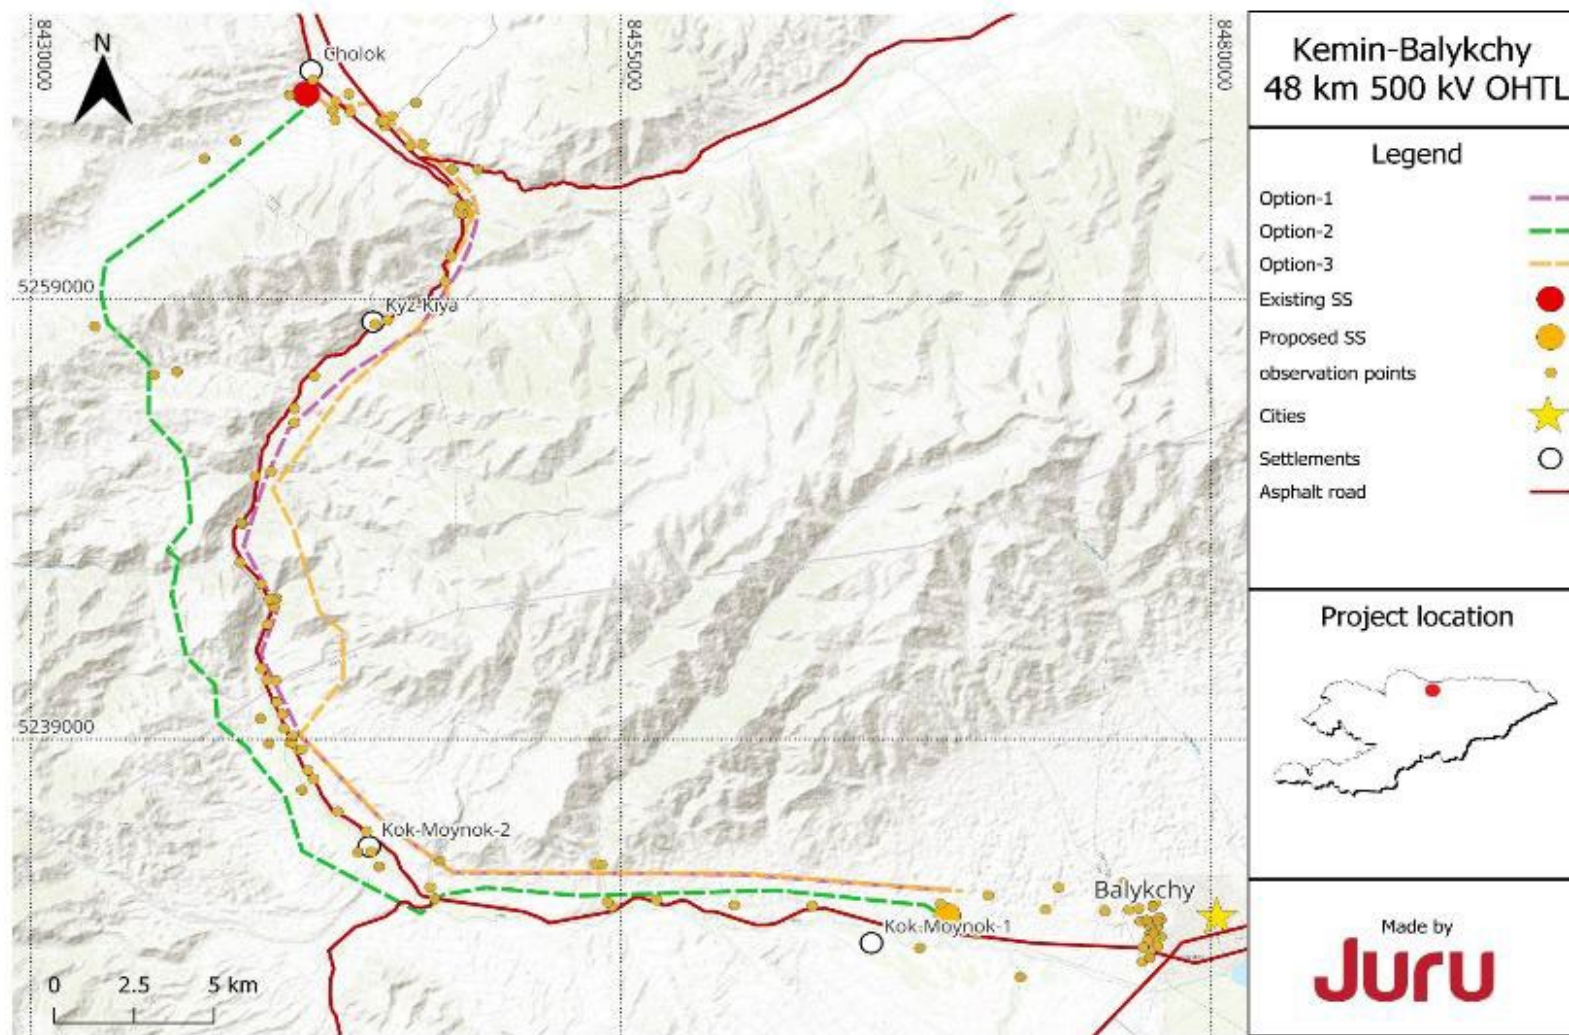 8430000
8455000
8480000
N
Cholok
5259000
Kyz-Kiya
5239000
Kok-Moynok-2
Balykchy
Kok-Moynok-1
0 2.5 5 km
Kemin-Balykchy
48 km 500 kV OHTL
Legend
Option-1
Option-2
Option-3
Existing SS
Proposed SS
observation points
Cities
Settlements
Asphalt road
Project location
Made by
Juru